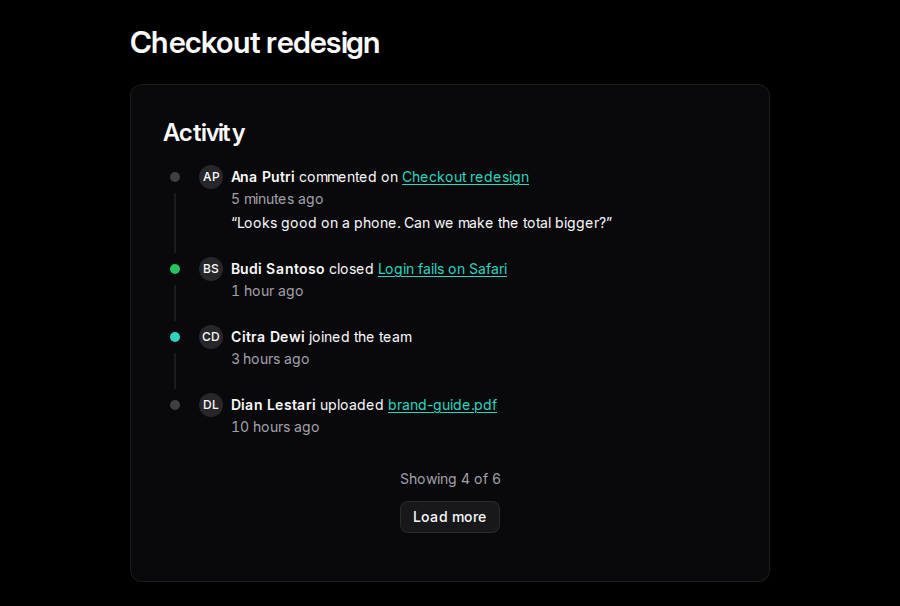 Checkout redesign
Activity
AP Ana Putri commented on Checkout redesign
5 minutes ago
“Looks good on a phone. Can we make the total bigger?”
BS Budi Santoso closed Login fails on Safari
1 hour ago
CD Citra Dewi joined the team
3 hours ago
DL Dian Lestari uploaded brand-guide.pdf
10 hours ago
Showing 4 of 6
Load more